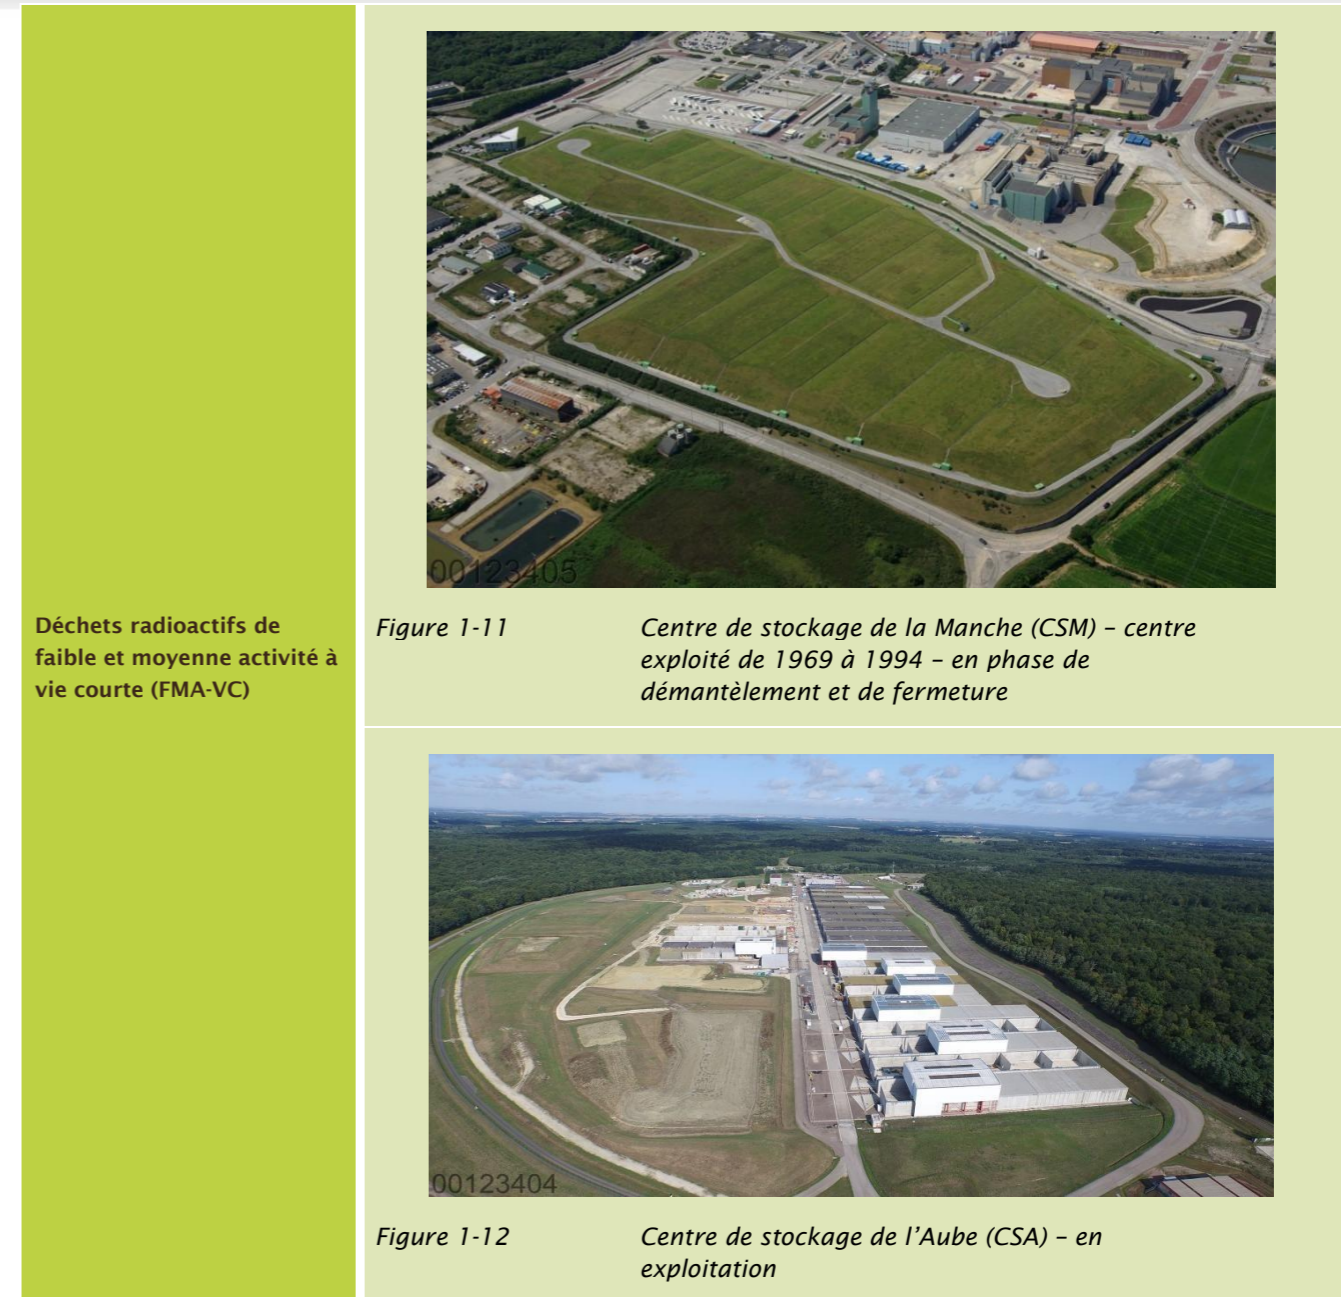 00123405
Déchets radioactifs de
faible et moyenne activité à
vie courte (FMA-VC)
Figure 1-11
Centre de stockage de la Manche (CSM) – centre
exploité de 1969 à 1994 – en phase de
démantèlement et de fermeture
00123404
Figure 1-12
Centre de stockage de l’Aube (CSA) – en
exploitation